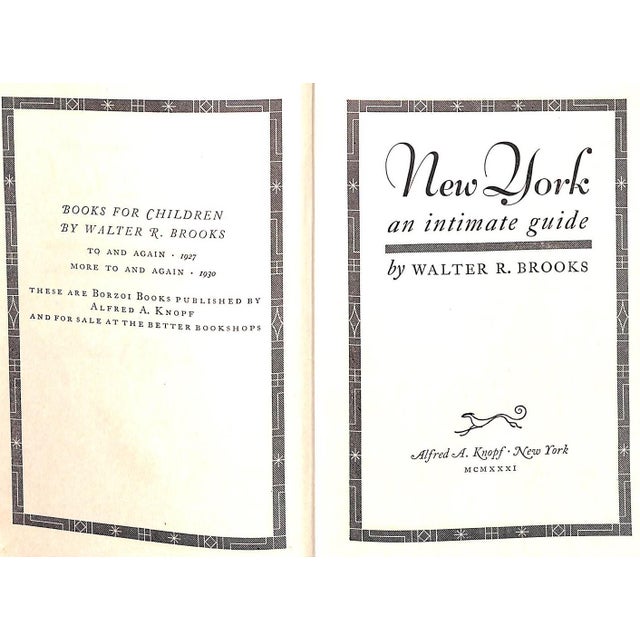 BOOKS FOR CHILDREN
BY WALTER R. BROOKS
TO AND AGAIN · 1927
MORE TO AND AGAIN · 1930
THESE ARE BORZOI BOOKS PUBLISHED BY
ALFRED A. KNOPF
AND FOR SALE AT THE BETTER BOOKSHOPS
New York
an intimate guide
by WALTER R. BROOKS
Alfred A. Knopf · New York
MCMXXXI